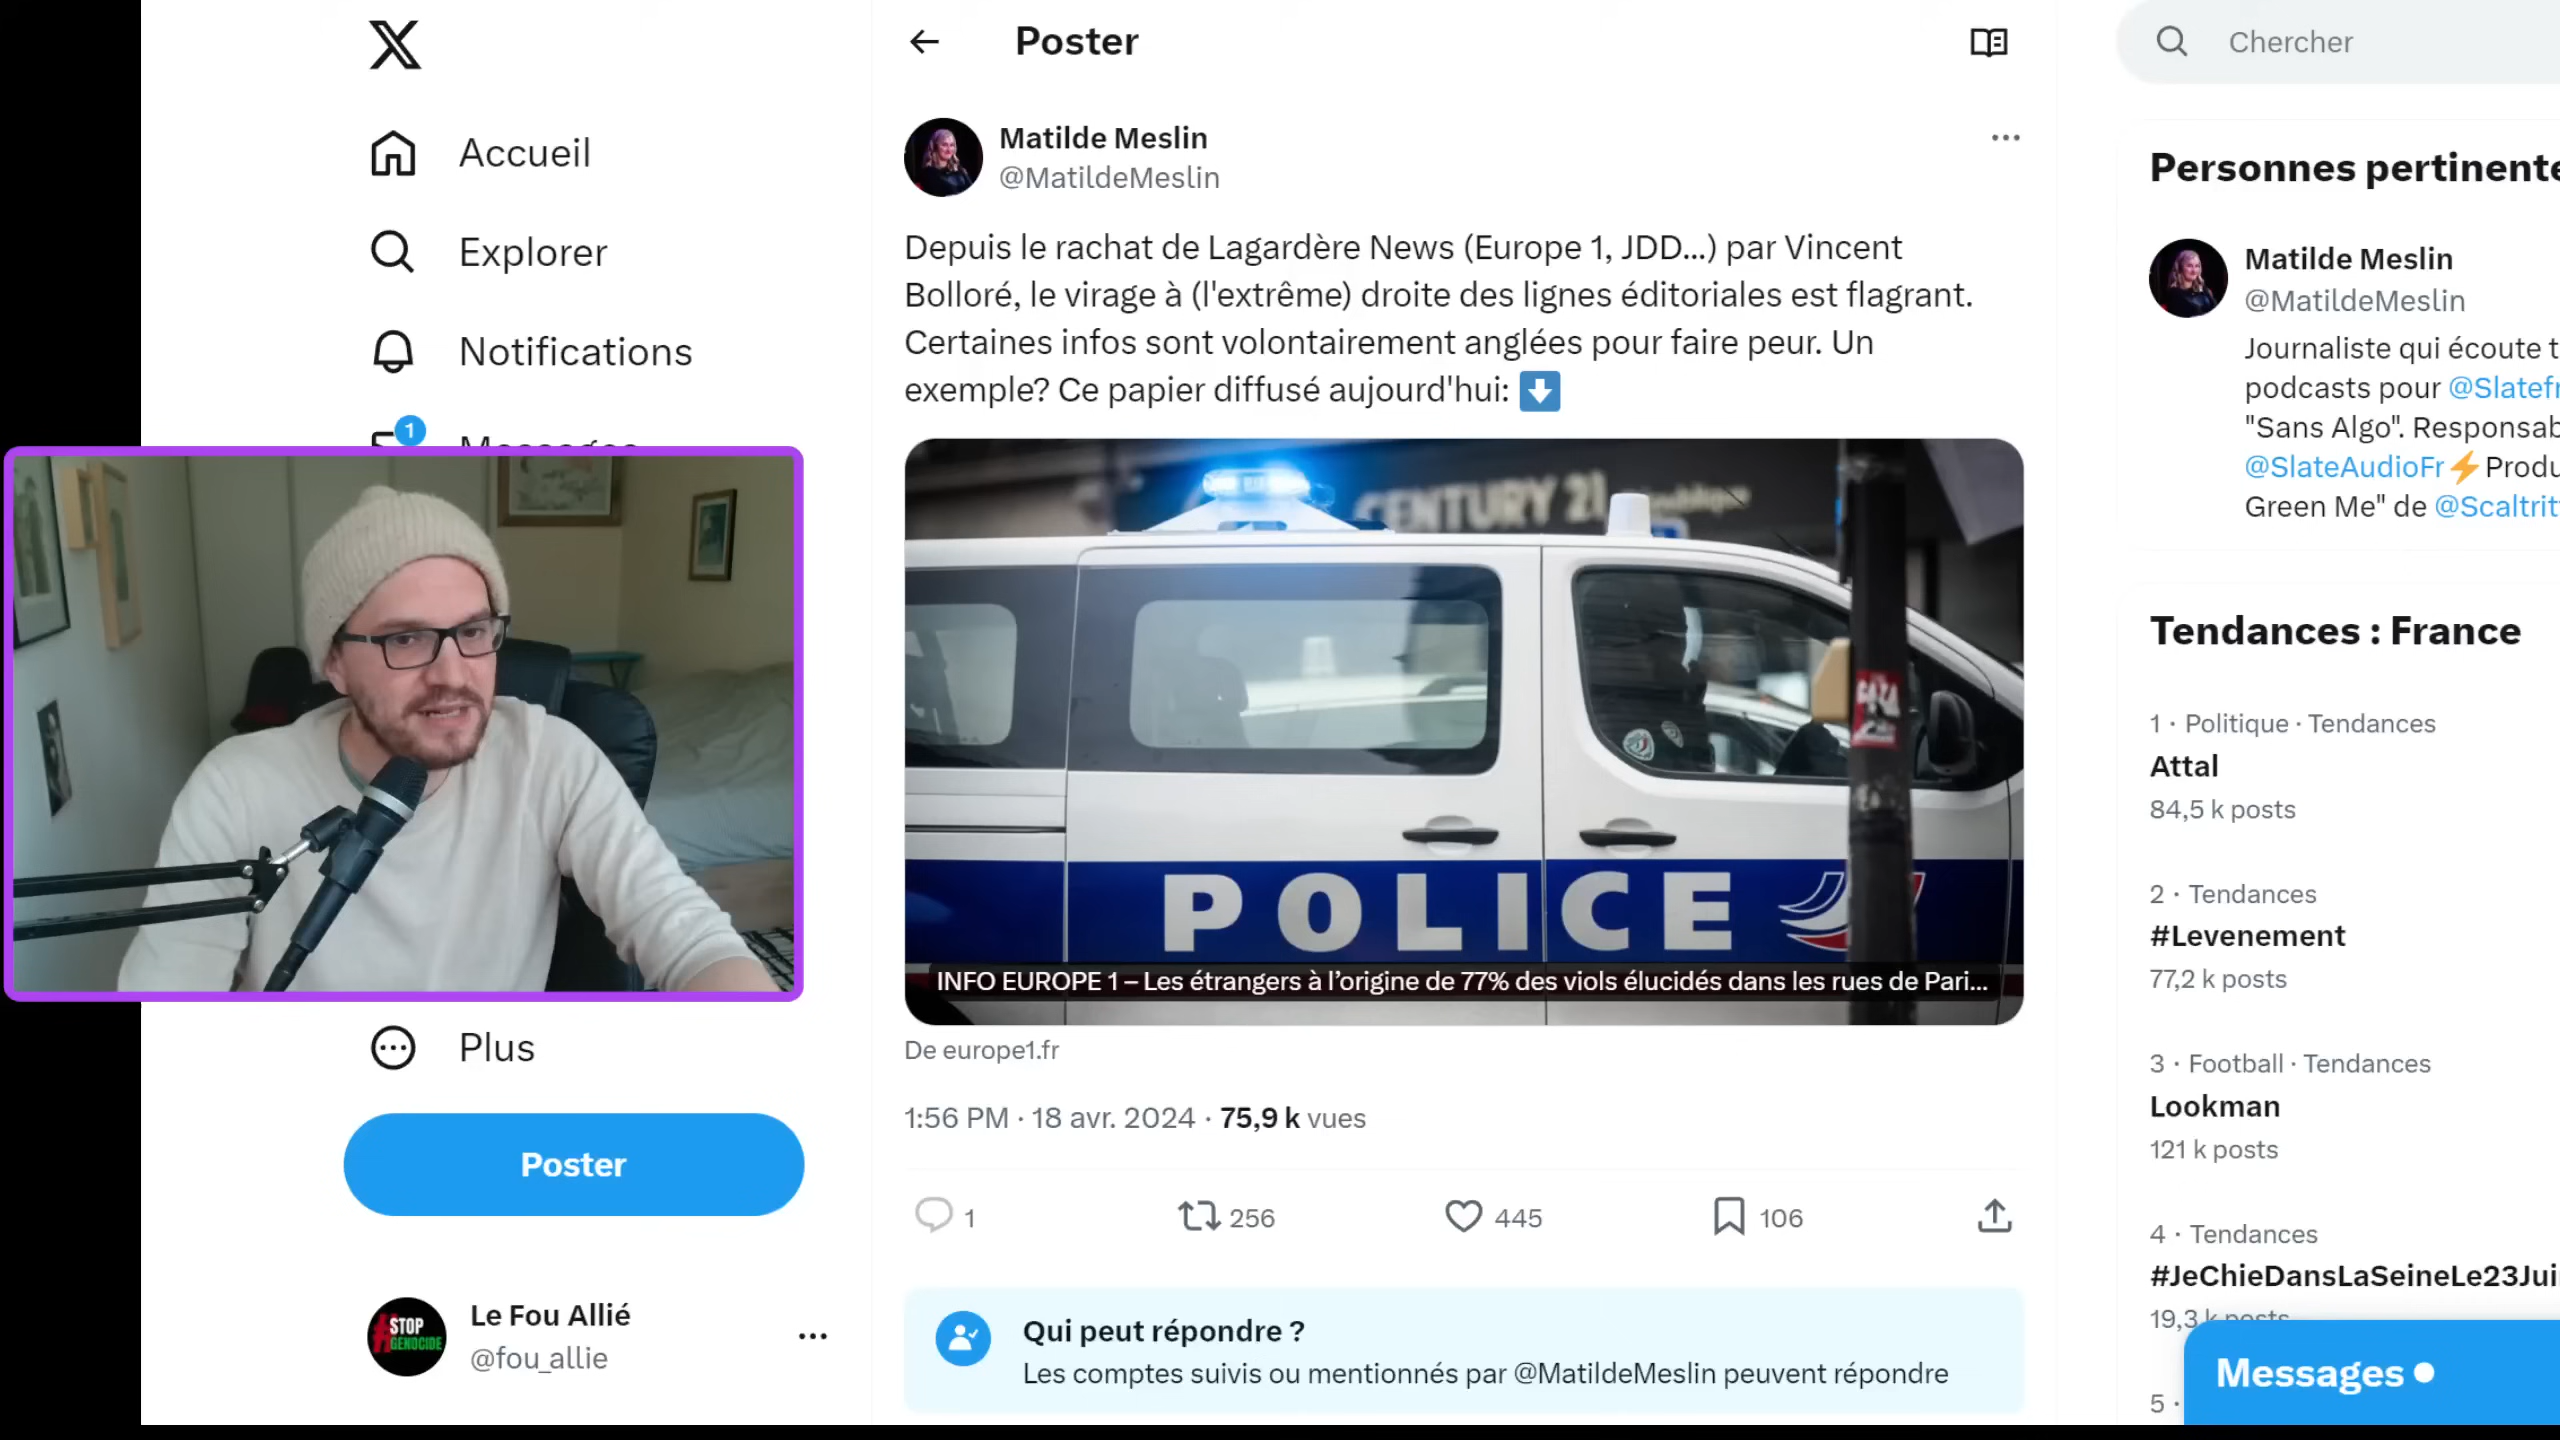 X
Accueil
Explorer
Notifications
1
Messages
Plus
Poster
Le Fou Allié
@fou_allie
#STOP
GENOCIDE
Poster
Matilde Meslin
@MatildeMeslin
Depuis le rachat de Lagardère News (Europe 1, JDD...) par Vincent
Bolloré, le virage à (l'extrême) droite des lignes éditoriales est flagrant.
Certaines infos sont volontairement anglées pour faire peur. Un
exemple? Ce papier diffusé aujourd'hui:
CENTURY 21
POLICE
INFO EUROPE 1 – Les étrangers à l’origine de 77% des viols élucidés dans les rues de Pari...
De europe1.fr
1:56 PM · 18 avr. 2024 · 75,9 k vues
1
256
445
106
Qui peut répondre ?
Les comptes suivis ou mentionnés par @MatildeMeslin peuvent répondre
Chercher
Personnes pertinente
Matilde Meslin
@MatildeMeslin
Journaliste qui écoute t
podcasts pour @Slatefr
"Sans Algo". Responsab
@SlateAudioFr⚡Produ
Green Me" de @Scaltrit
Tendances : France
1 · Politique · Tendances
Attal
84,5 k posts
2 · Tendances
#Levenement
77,2 k posts
3 · Football · Tendances
Lookman
121 k posts
4 · Tendances
#JeChieDansLaSeineLe23Jui
19,3 k posts
5 ·
Messages